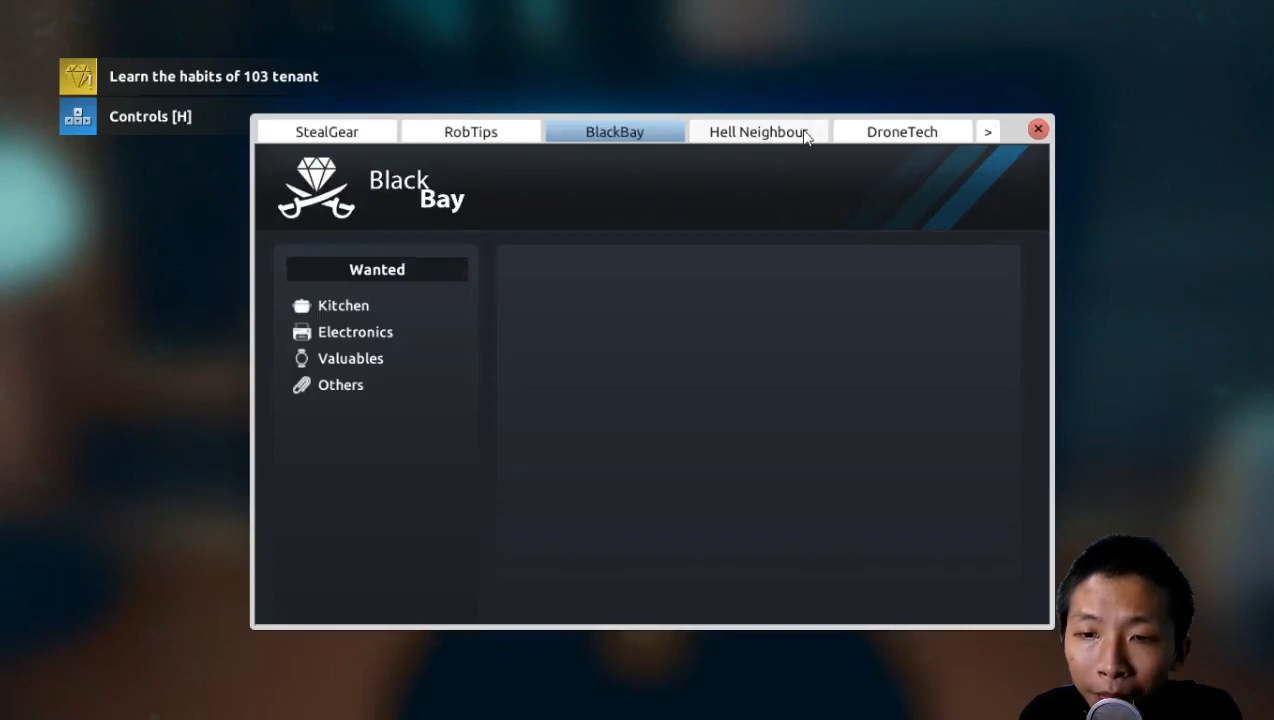 Learn the habits of 103 tenant
Controls [H]
StealGear
RobTips
BlackBay
Hell Neighbour
DroneTech
>
Black
Bay
Wanted
Kitchen
Electronics
Valuables
Others